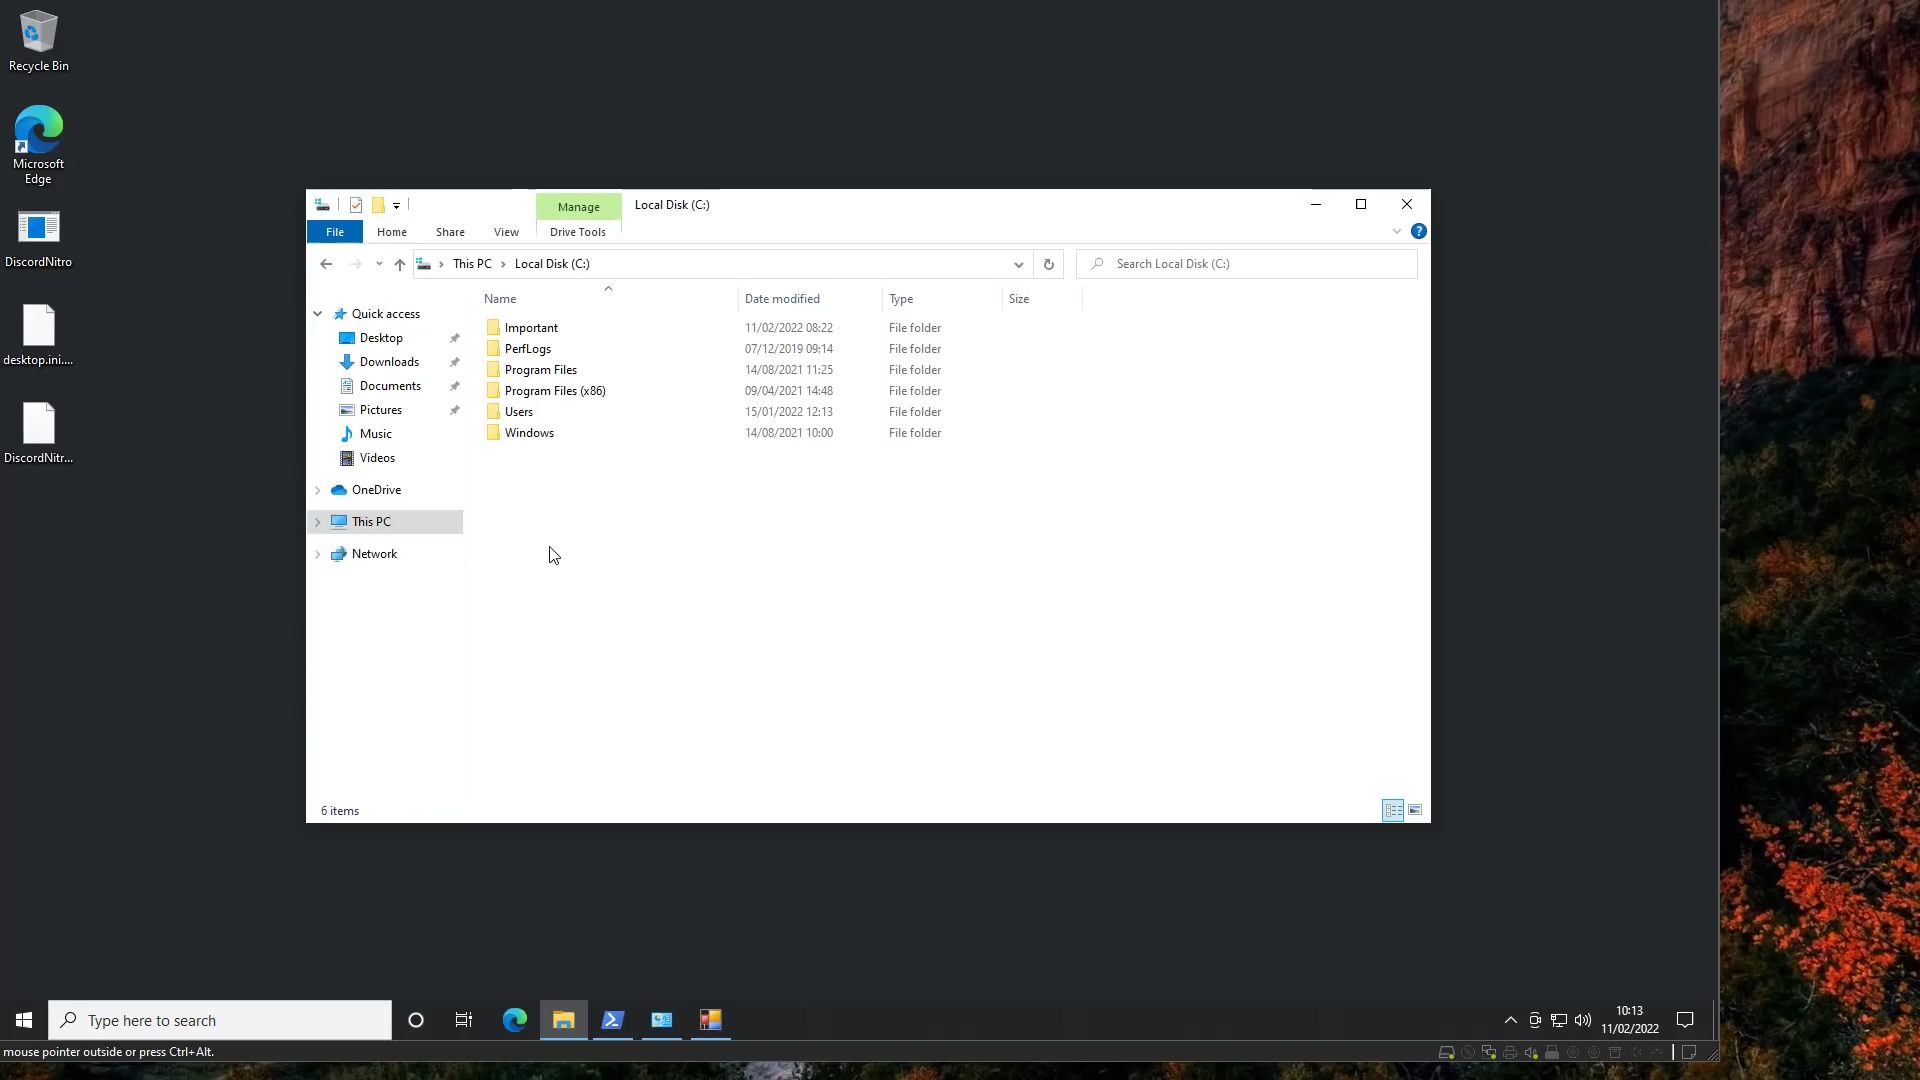 Recycle Bin
Microsoft
Edge
DiscordNitro
desktop.ini....
DiscordNitr...
Manage
Local Disk (C:)
File
Home
Share
View
Drive Tools
?
This PC
Local Disk (C:)
Search Local Disk (C:)
Name
Date modified
Type
Size
Quick access
Desktop
Downloads
Documents
Pictures
Music
Videos
OneDrive
This PC
Network
Important 11/02/2022 08:22 File folder
PerfLogs 07/12/2019 09:14 File folder
Program Files 14/08/2021 11:25 File folder
Program Files (x86) 09/04/2021 14:48 File folder
Users 15/01/2022 12:13 File folder
Windows 14/08/2021 10:00 File folder
6 items
Type here to search
10:13
11/02/2022
mouse pointer outside or press Ctrl+Alt.